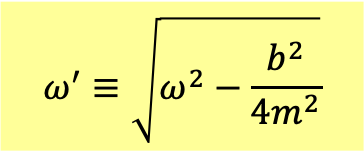 ω′ ≡ √(ω² − b²/4m²)